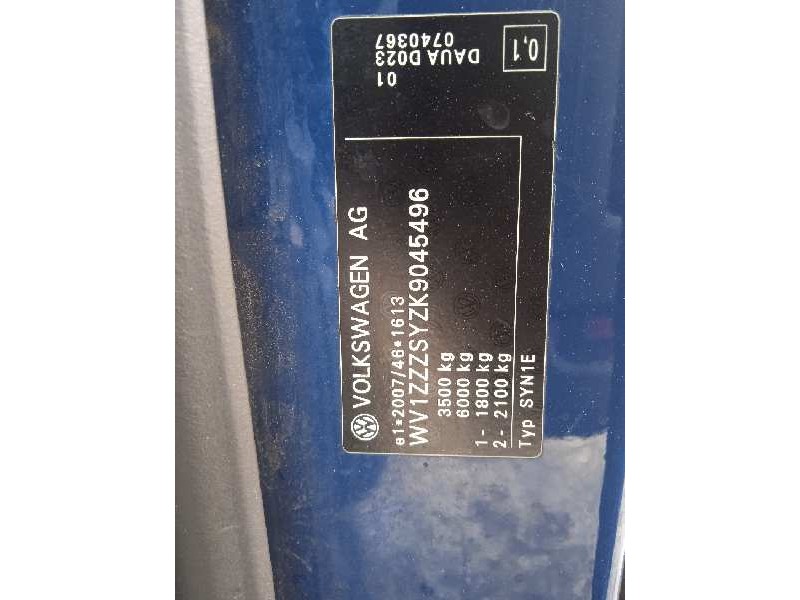 VOLKSWAGEN AG
e1*2007/46*1613
WV1ZZZSYZK9045496
3500 kg
6000 kg
1- 1800 kg
2- 2100 kg
Typ SYN1E
01
DAUA D023
0740367
0,1